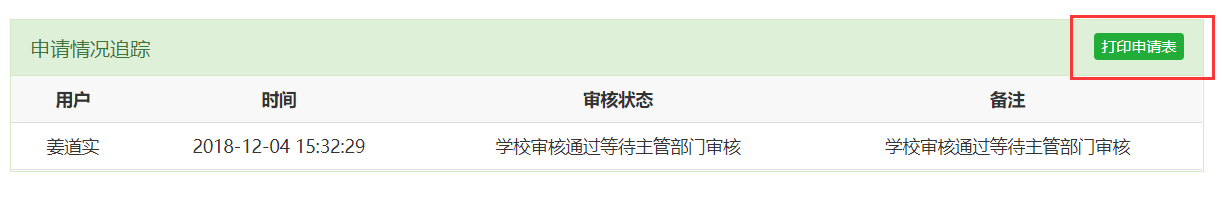 申请情况追踪 打印申请表
用户 时间 审核状态 备注
姜道实 2018-12-04 15:32:29 学校审核通过等待主管部门审核 学校审核通过等待主管部门审核